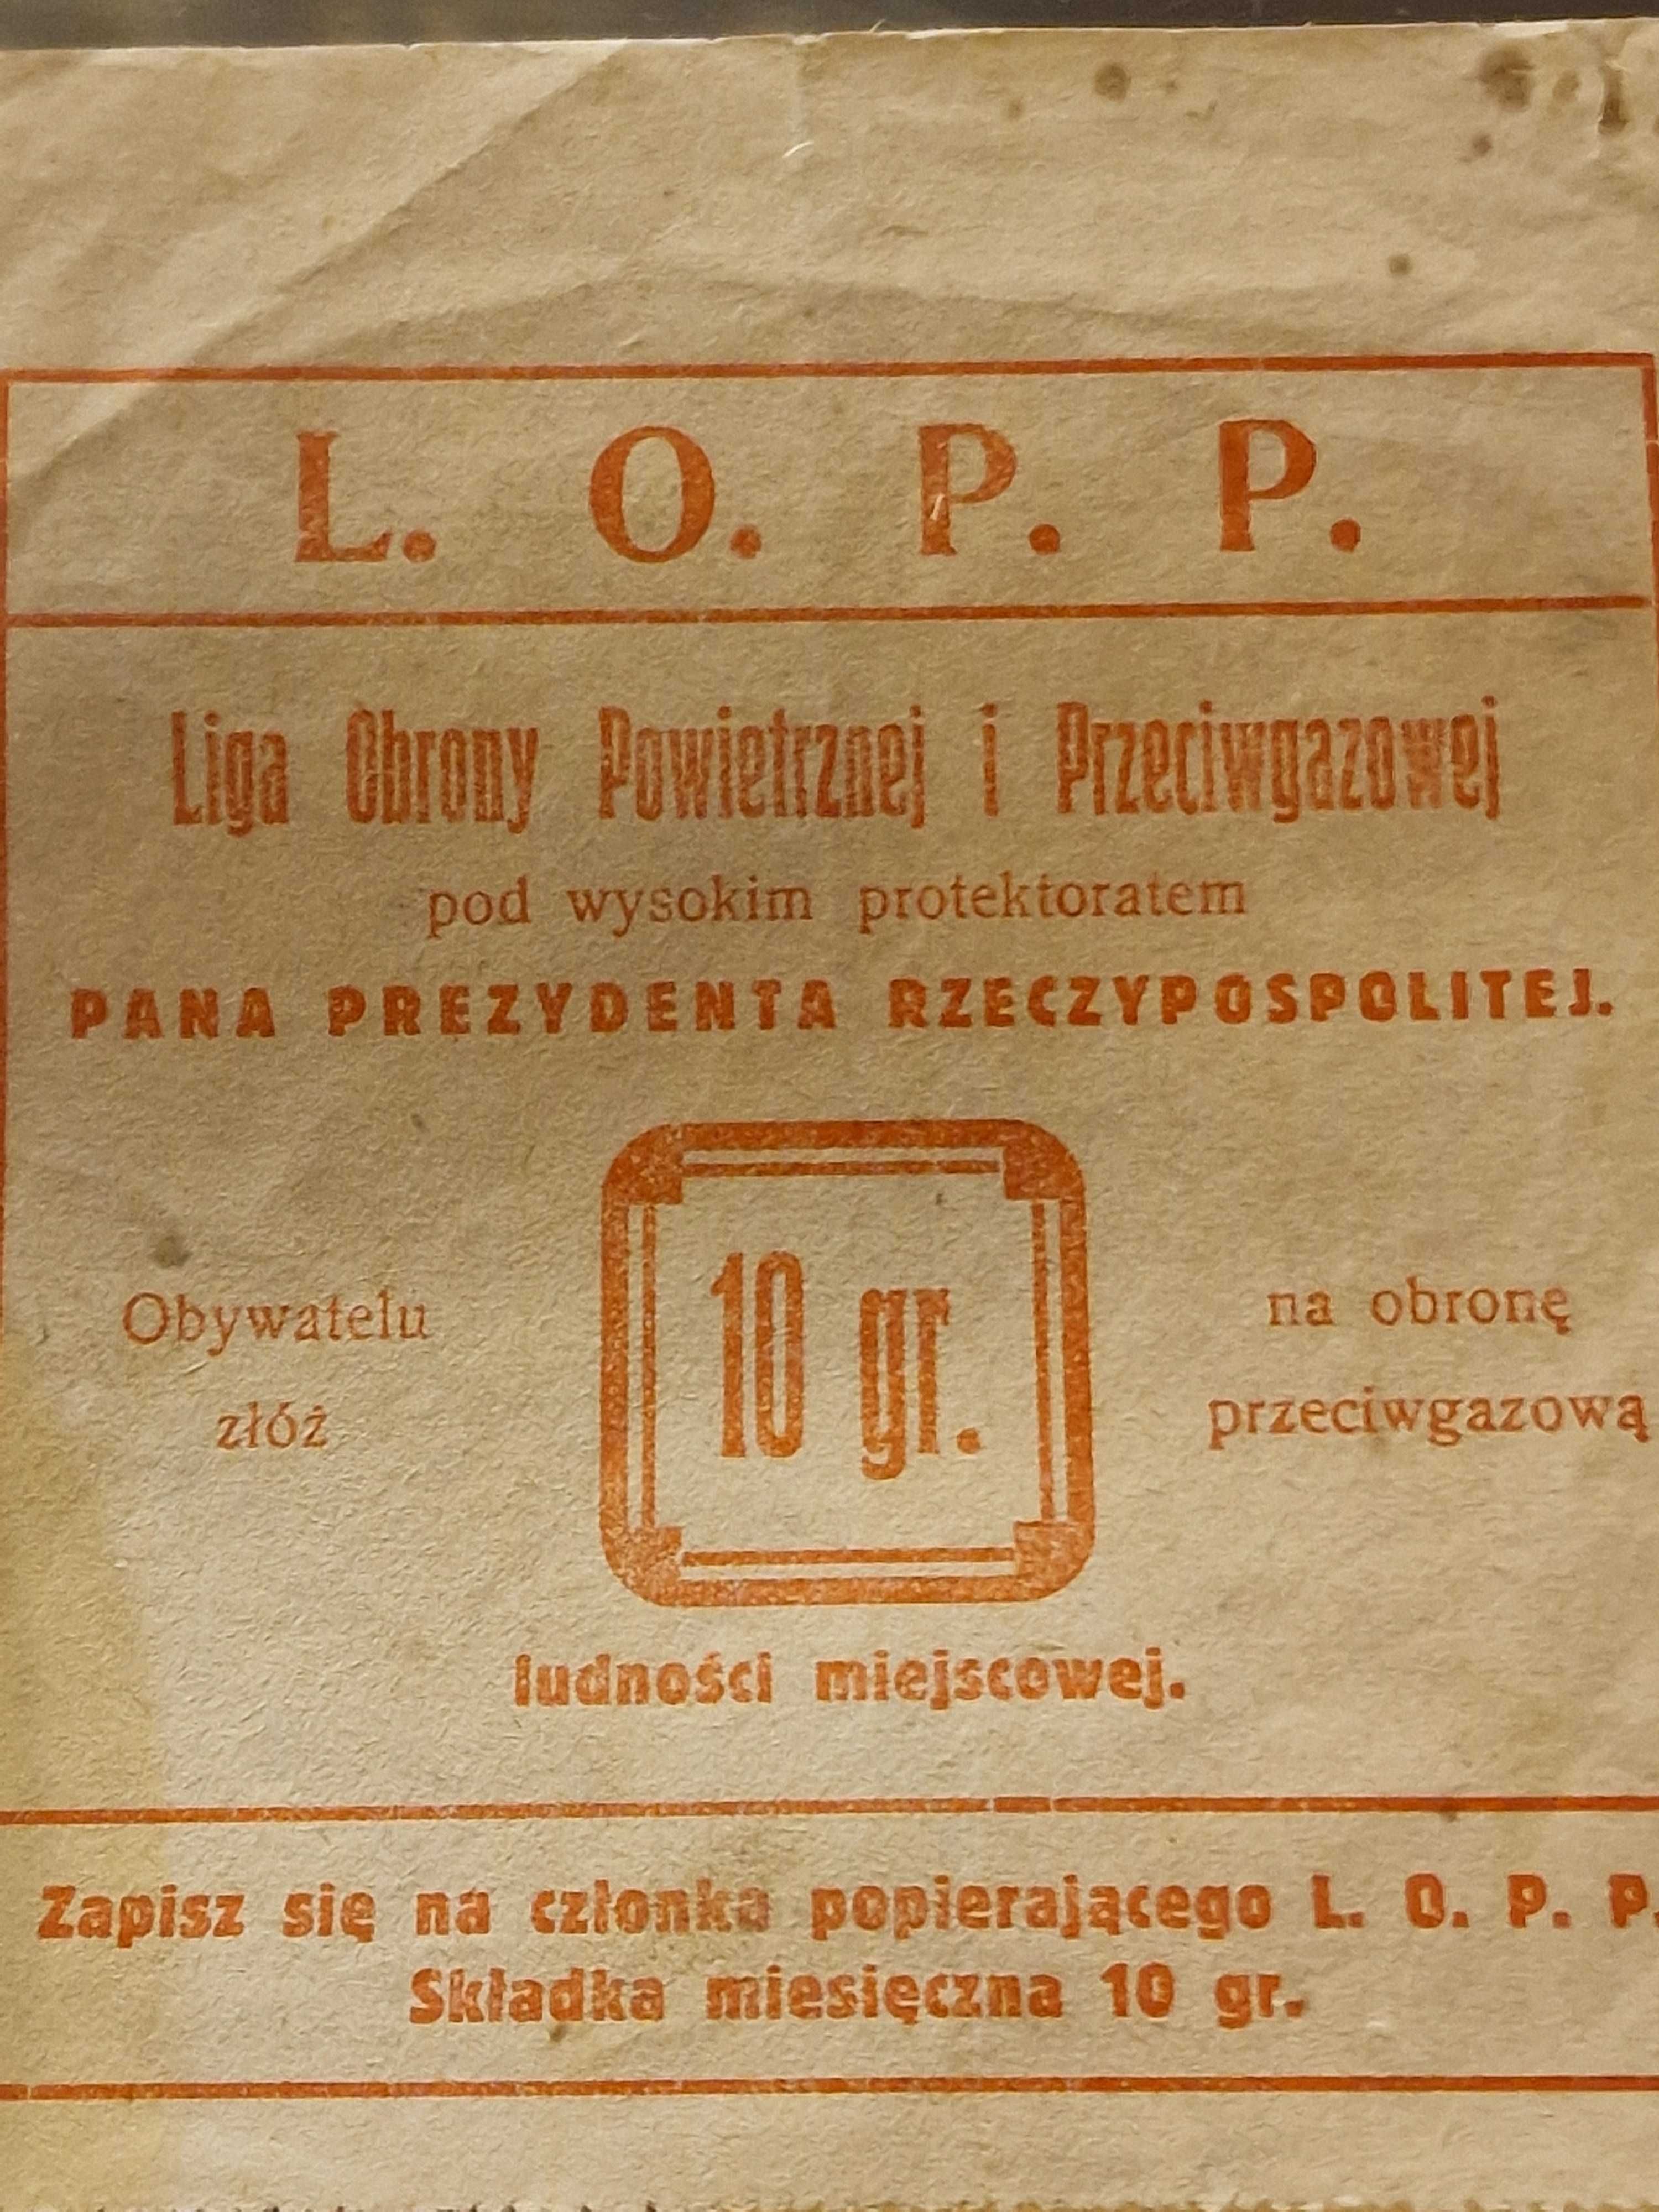 L. O. P. P.
Liga Obrony Powietrznej i Przeciwgazowej
pod wysokim protektoratem
PANA PREZYDENTA RZECZYPOSPOLITEJ.
Obywatelu
złóż
10 gr.
na obronę
przeciwgazową
ludności miejscowej.
Zapisz się na członka popierającego L. O. P. P.
Składka miesięczna 10 gr.